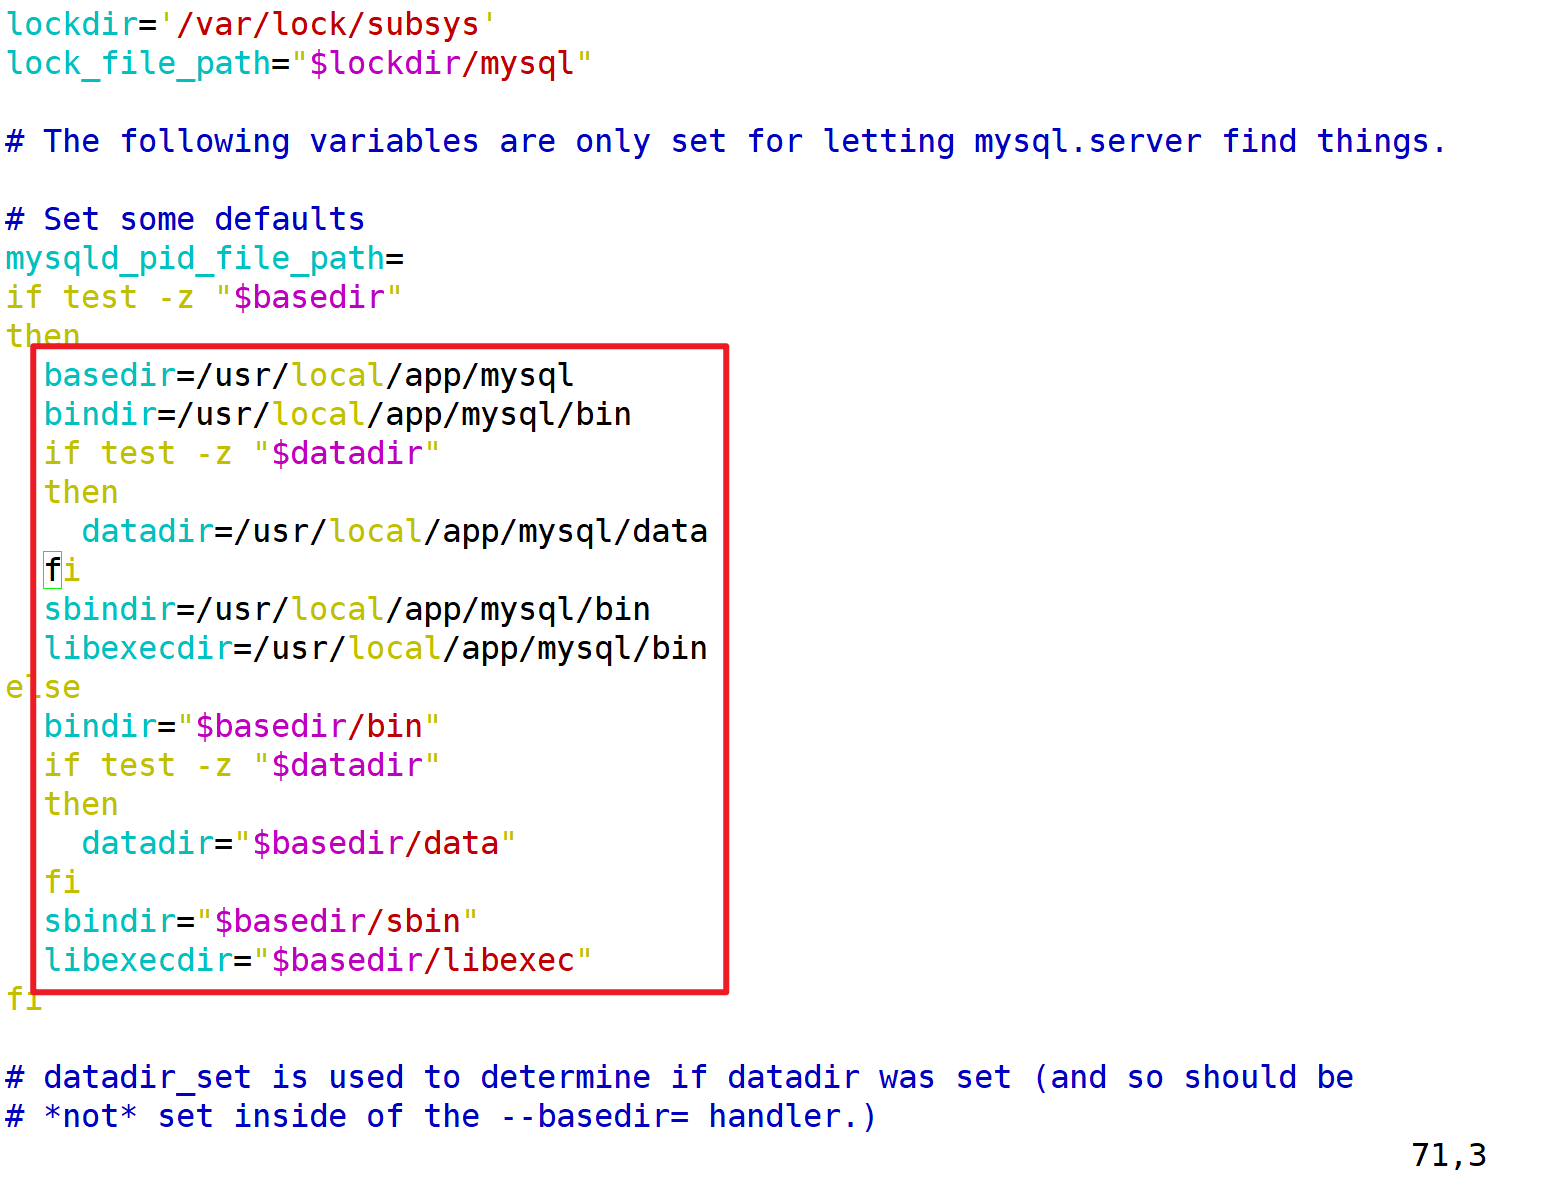 lockdir='/var/lock/subsys'
lock_file_path="$lockdir/mysql"
# The following variables are only set for letting mysql.server find things.
# Set some defaults
mysqld_pid_file_path=
if test -z "$basedir"
then
  basedir=/usr/local/app/mysql
  bindir=/usr/local/app/mysql/bin
  if test -z "$datadir"
  then
    datadir=/usr/local/app/mysql/data
  fi
  sbindir=/usr/local/app/mysql/bin
  libexecdir=/usr/local/app/mysql/bin
else
  bindir="$basedir/bin"
  if test -z "$datadir"
  then
    datadir="$basedir/data"
  fi
  sbindir="$basedir/sbin"
  libexecdir="$basedir/libexec"
fi
# datadir_set is used to determine if datadir was set (and so should be
# *not* set inside of the --basedir= handler.)
71,3